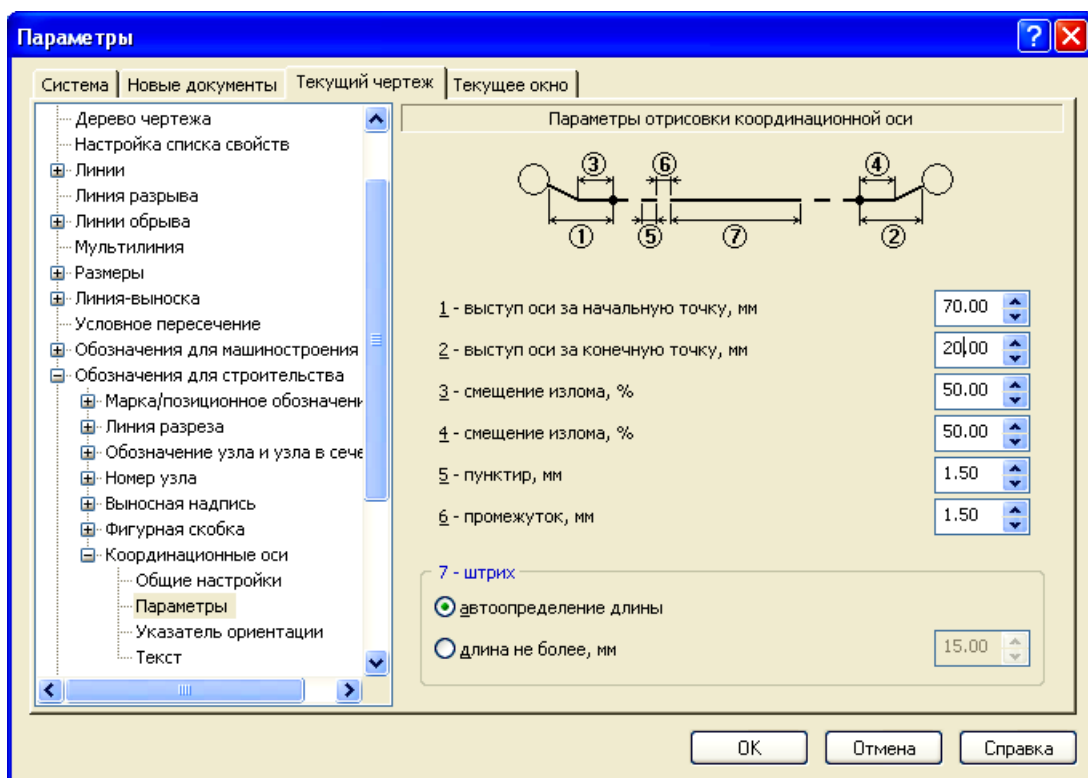 Параметры
Система
Новые документы
Текущий чертеж
Текущее окно
Дерево чертежа
Настройка списка свойств
Линии
Линия разрыва
Линии обрыва
Мультилиния
Размеры
Линия-выноска
Условное пересечение
Обозначения для машиностроения
Обозначения для строительства
Марка/позиционное обозначени
Линия разреза
Обозначение узла и узла в сече
Номер узла
Выносная надпись
Фигурная скобка
Координационные оси
Общие настройки
Параметры
Указатель ориентации
Текст
Параметры отрисовки координационной оси
3 6 4
1 5 7 2
1 - выступ оси за начальную точку, мм 70.00
2 - выступ оси за конечную точку, мм 20.00
3 - смещение излома, % 50.00
4 - смещение излома, % 50.00
5 - пунктир, мм 1.50
6 - промежуток, мм 1.50
7 - штрих
автоопределение длины
длина не более, мм 15.00
OK
Отмена
Справка